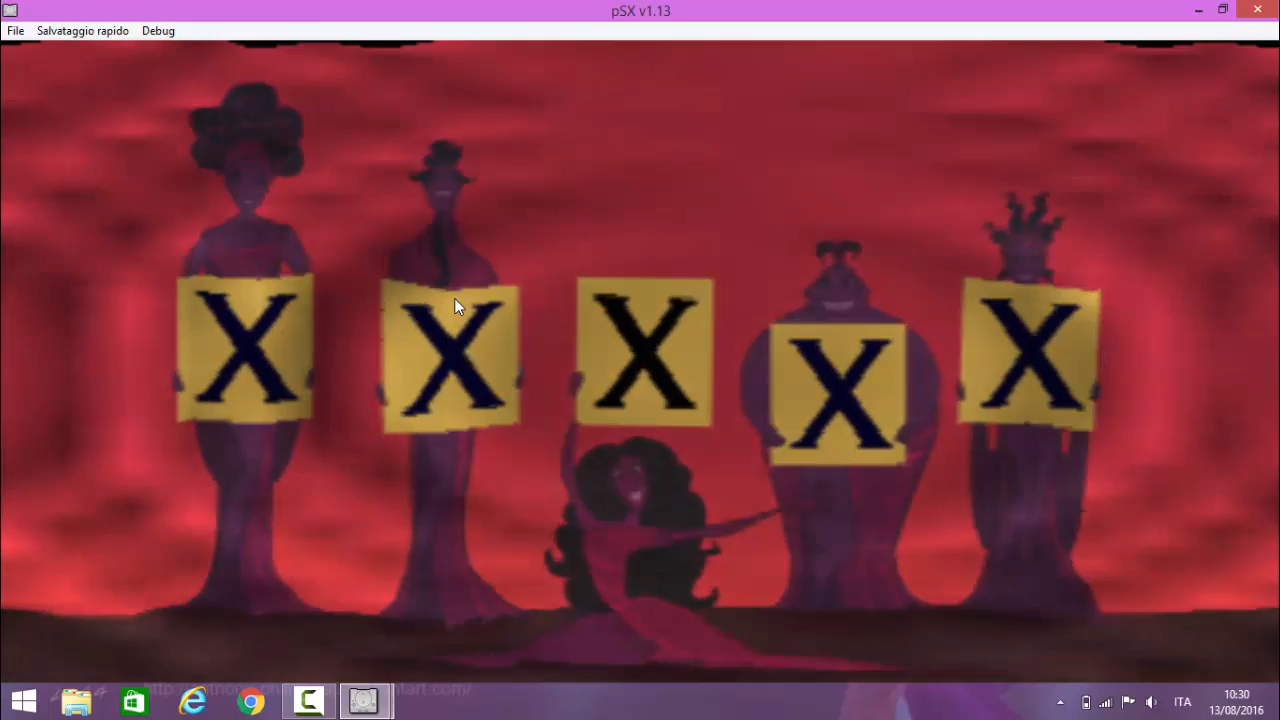 pSX v1.13
File Salvataggio rapido Debug
X X X X X
ITA
10:30
13/08/2016